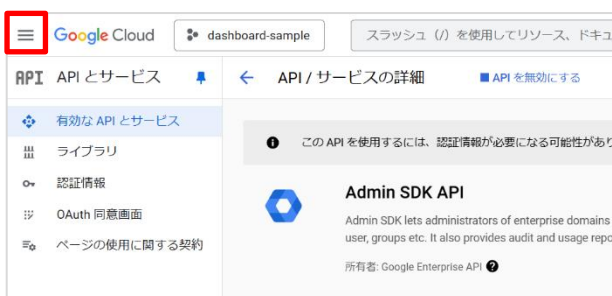 Google Cloud
dashboard-sample
スラッシュ (/) を使用してリソース、ドキュ
API API とサービス
API / サービスの詳細
API を無効にする
有効な API とサービス
ライブラリ
認証情報
OAuth 同意画面
ページの使用に関する契約
この API を使用するには、認証情報が必要になる可能性があり
Admin SDK API
Admin SDK lets administrators of enterprise domains
user, groups etc. It also provides audit and usage repo
所有者: Google Enterprise API